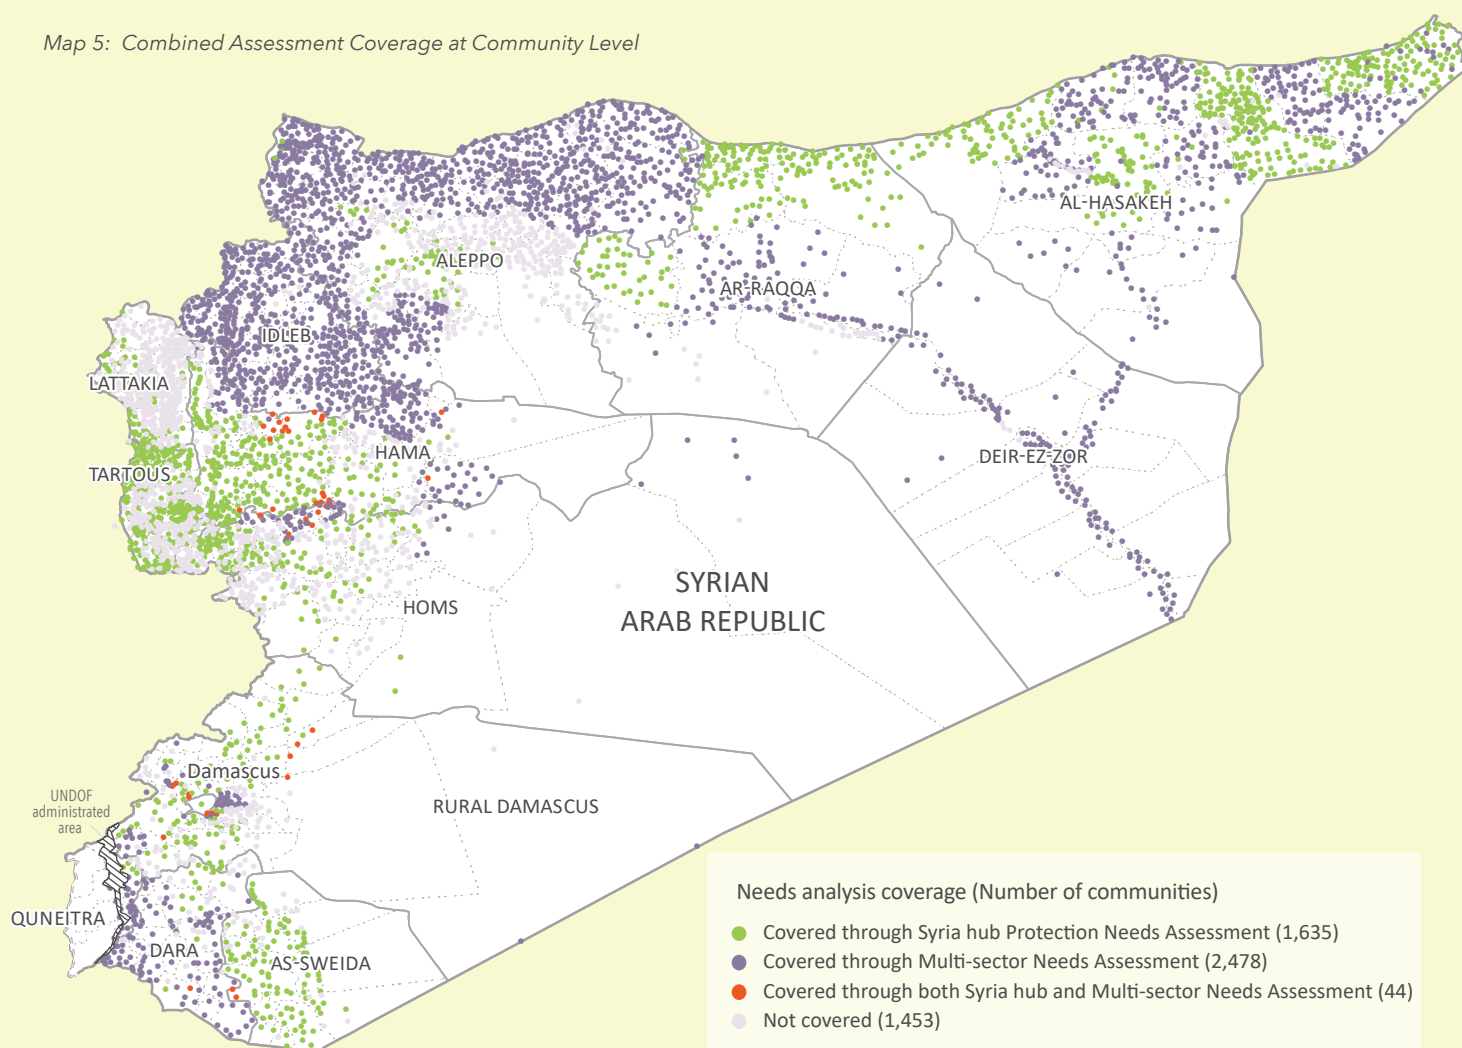 Map 5: Combined Assessment Coverage at Community Level
AL-HASAKEH
ALEPPO
AR-RAQQA
IDLEB
LATTAKIA
HAMA
DEIR-EZ-ZOR
TARTOUS
SYRIAN
ARAB REPUBLIC
HOMS
Damascus
UNDOF
administrated
area
RURAL DAMASCUS
QUNEITRA
DARA
AS-SWEIDA
Needs analysis coverage (Number of communities)
Covered through Syria hub Protection Needs Assessment (1,635)
Covered through Multi-sector Needs Assessment (2,478)
Covered through both Syria hub and Multi-sector Needs Assessment (44)
Not covered (1,453)